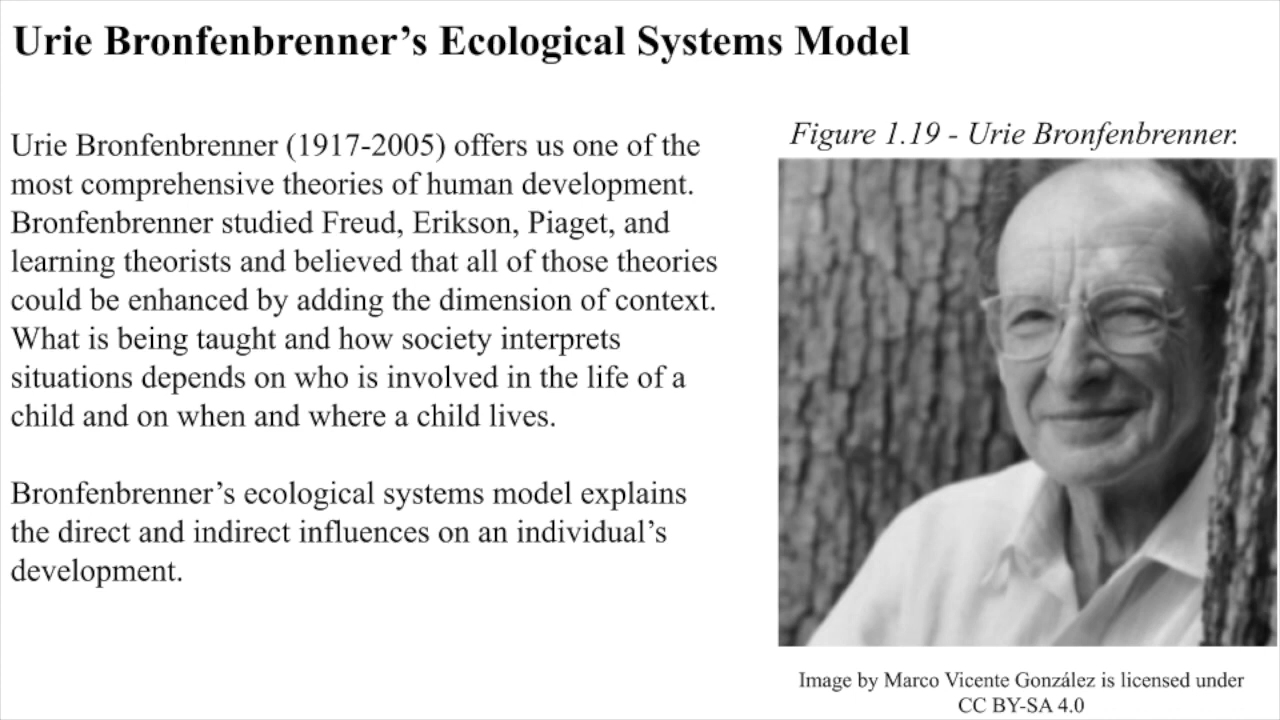 Urie Bronfenbrenner’s Ecological Systems Model
Urie Bronfenbrenner (1917-2005) offers us one of the
most comprehensive theories of human development.
Bronfenbrenner studied Freud, Erikson, Piaget, and
learning theorists and believed that all of those theories
could be enhanced by adding the dimension of context.
What is being taught and how society interprets
situations depends on who is involved in the life of a
child and on when and where a child lives.
Bronfenbrenner’s ecological systems model explains
the direct and indirect influences on an individual’s
development.
Figure 1.19 - Urie Bronfenbrenner.
Image by Marco Vicente González is licensed under
CC BY-SA 4.0